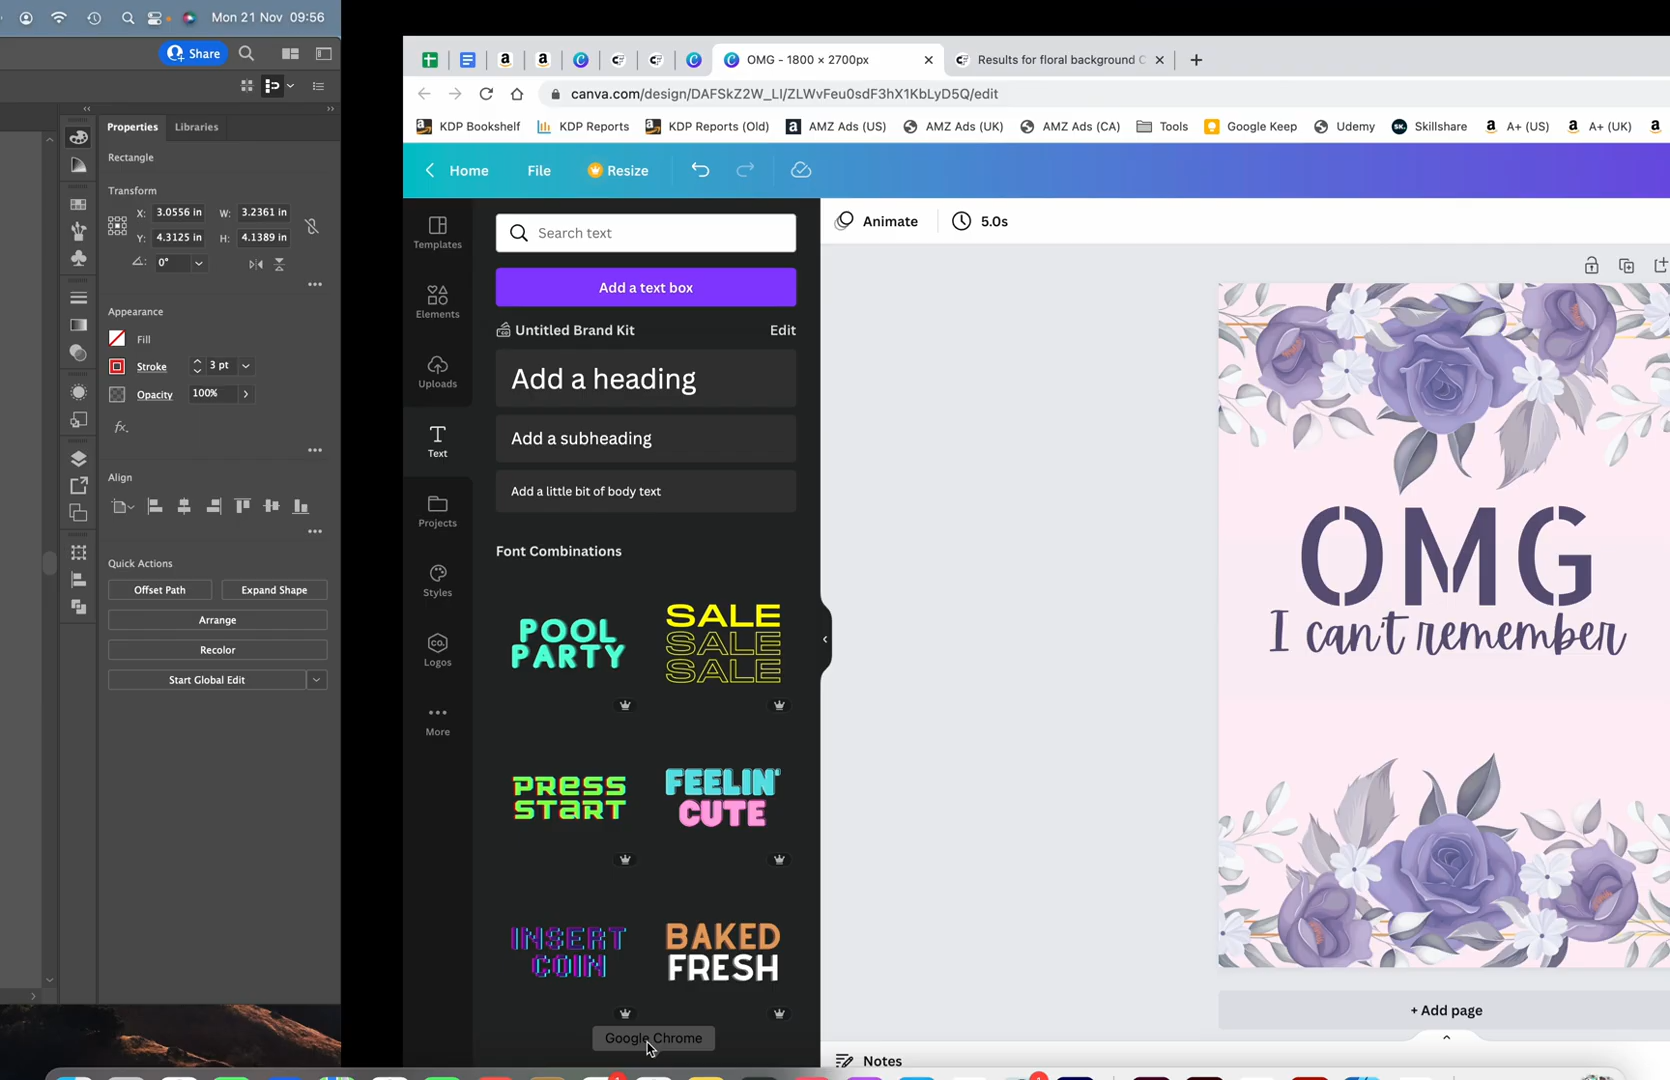 Mon 21 Nov 09:56
Share
Properties
Libraries
Rectangle
Transform
X: 3.0556 in W: 3.2361 in
Y: 4.3125 in H: 4.1389 in
0°
Appearance
Fill
Stroke 3 pt
Opacity 100%
fx.
Align
Quick Actions
Offset Path
Expand Shape
Arrange
Recolor
Start Global Edit
OMG - 1800 × 2700px
Results for floral background
canva.com/design/DAFSkZ2W_LI/ZLWvFeu0sdF3hX1KbLyD5Q/edit
KDP Bookshelf
KDP Reports
KDP Reports (Old)
AMZ Ads (US)
AMZ Ads (UK)
AMZ Ads (CA)
Tools
Google Keep
Udemy
Skillshare
A+ (US)
A+ (UK)
Home
File
Resize
Templates
Elements
Uploads
Text
Projects
Styles
CO.
Logos
More
Search text
Add a text box
Untitled Brand Kit
Edit
Add a heading
Add a subheading
Add a little bit of body text
Font Combinations
POOL
PARTY
SALE
SALE
SALE
PRESS
START
FEELIN'
CUTE
INSERT
COIN
BAKED
FRESH
Google Chrome
Animate
5.0s
OMG
I can't remember
+ Add page
Notes